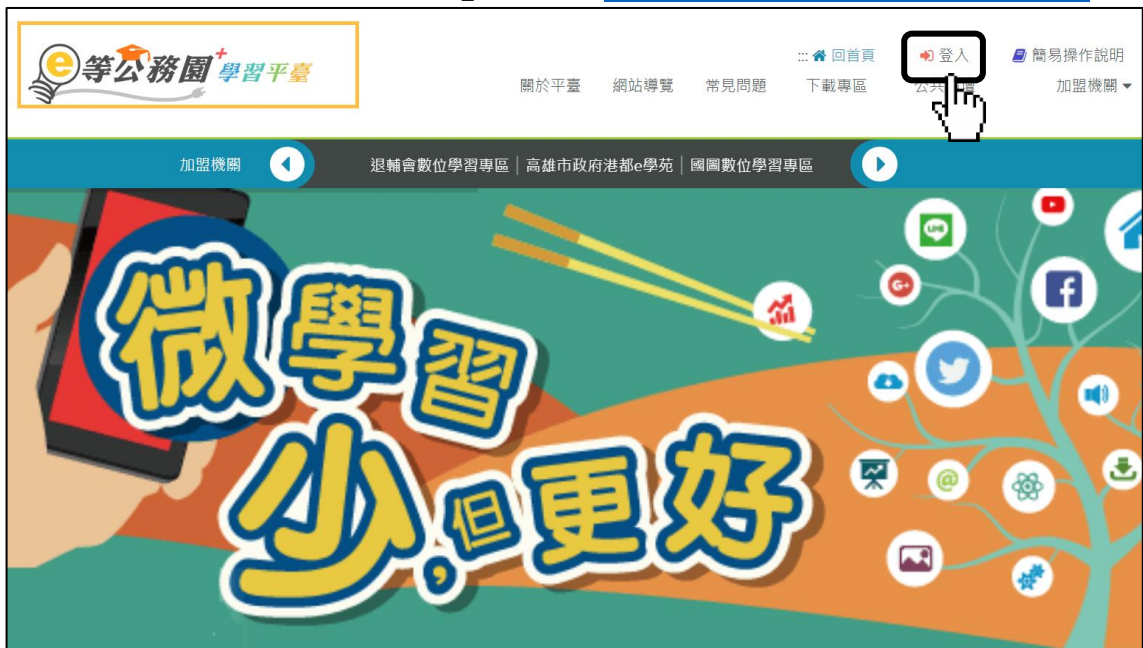 e等公務園+學習平臺
::: 回首頁 登入 簡易操作說明
關於平臺 網站導覽 常見問題 下載專區 加盟機關
加盟機關 退輔會數位學習專區 | 高雄市政府港都e學苑 | 國圖數位學習專區
微學習
少,但更好
LINE
G+
f
@